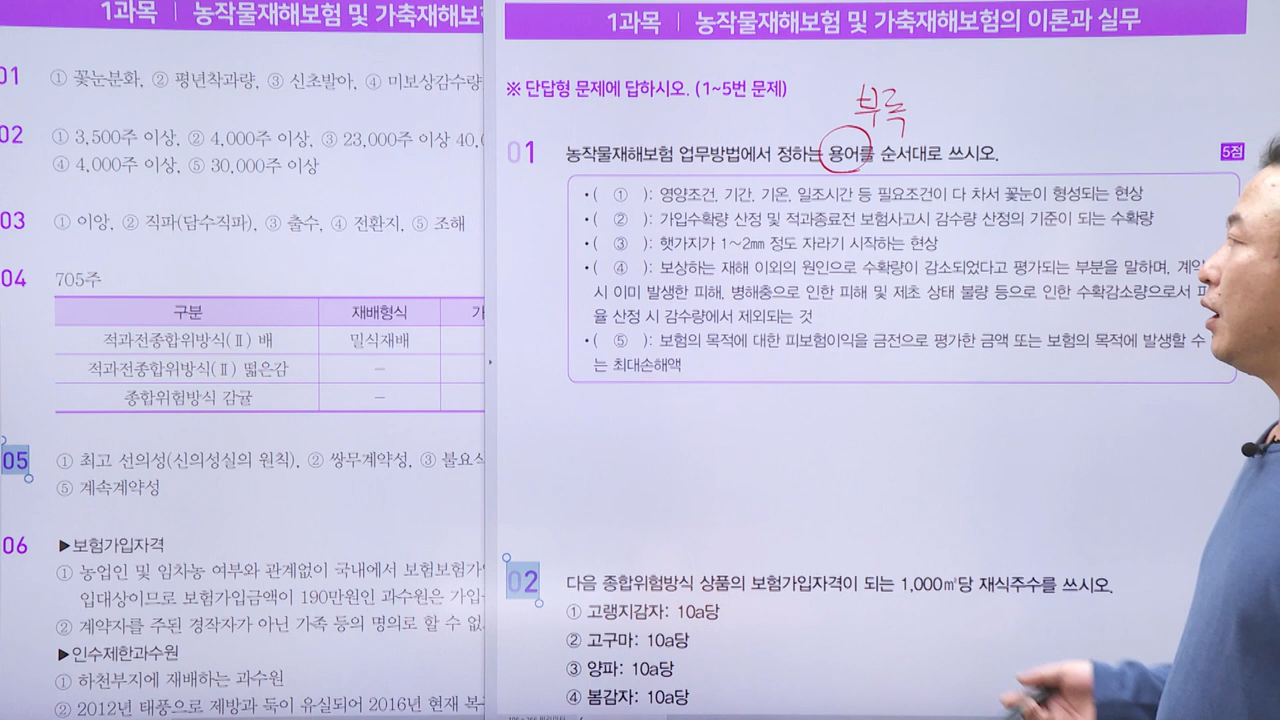 1과목 | 농작물재해보험 및 가축재해보
01 ① 꽃눈분화, ② 평년착과량, ③ 신초발아, ④ 미보상감수량
02 ① 3,500주 이상, ② 4,000주 이상, ③ 23,000주 이상 40,0
④ 4,000주 이상, ⑤ 30,000주 이상
03 ① 이앙, ② 직파(담수직파), ③ 출수, ④ 전환지, ⑤ 조해
04 705주
구분 재배형식 가
적과전종합위방식(Ⅱ) 배 밀식재배
적과전종합위방식(Ⅱ) 떫은감 –
종합위험방식 감귤 –
05 ① 최고 선의성(신의성실의 원칙), ② 쌍무계약성, ③ 불요식
⑤ 계속계약성
06 ▶보험가입자격
① 농업인 및 임차농 여부와 관계없이 국내에서 보험보험가
입대상이므로 보험가입금액이 190만원인 과수원은 가입
② 계약자를 주된 경작자가 아닌 가족 등의 명의로 할 수 없
▶인수제한과수원
① 하천부지에 재배하는 과수원
② 2012년 태풍으로 제방과 둑이 유실되어 2016년 현재 복
1과목 | 농작물재해보험 및 가축재해보험의 이론과 실무
※ 단답형 문제에 답하시오. (1~5번 문제)
부록
01 농작물재해보험 업무방법에서 정하는 용어를 순서대로 쓰시오. 5점
• ( ① ): 영양조건, 기간, 기온, 일조시간 등 필요조건이 다 차서 꽃눈이 형성되는 현상
• ( ② ): 가입수확량 산정 및 적과종료전 보험사고시 감수량 산정의 기준이 되는 수확량
• ( ③ ): 햇가지가 1~2㎜ 정도 자라기 시작하는 현상
• ( ④ ): 보상하는 재해 이외의 원인으로 수확량이 감소되었다고 평가되는 부분을 말하며, 계약
시 이미 발생한 피해, 병해충으로 인한 피해 및 제초 상태 불량 등으로 인한 수확감소량으로서 피
율 산정 시 감수량에서 제외되는 것
• ( ⑤ ): 보험의 목적에 대한 피보험이익을 금전으로 평가한 금액 또는 보험의 목적에 발생할 수
는 최대손해액
02 다음 종합위험방식 상품의 보험가입자격이 되는 1,000㎡당 재식주수를 쓰시오.
① 고랭지감자: 10a당
② 고구마: 10a당
③ 양파: 10a당
④ 봄감자: 10a당